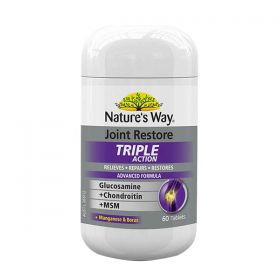 Nature's Way
Joint Restore
TRIPLE
ACTION
RELIEVES • REPAIRS • RESTORES
ADVANCED FORMULA
Glucosamine
+Chondroitin
+MSM
+ Manganese & Boron
60 Tablets